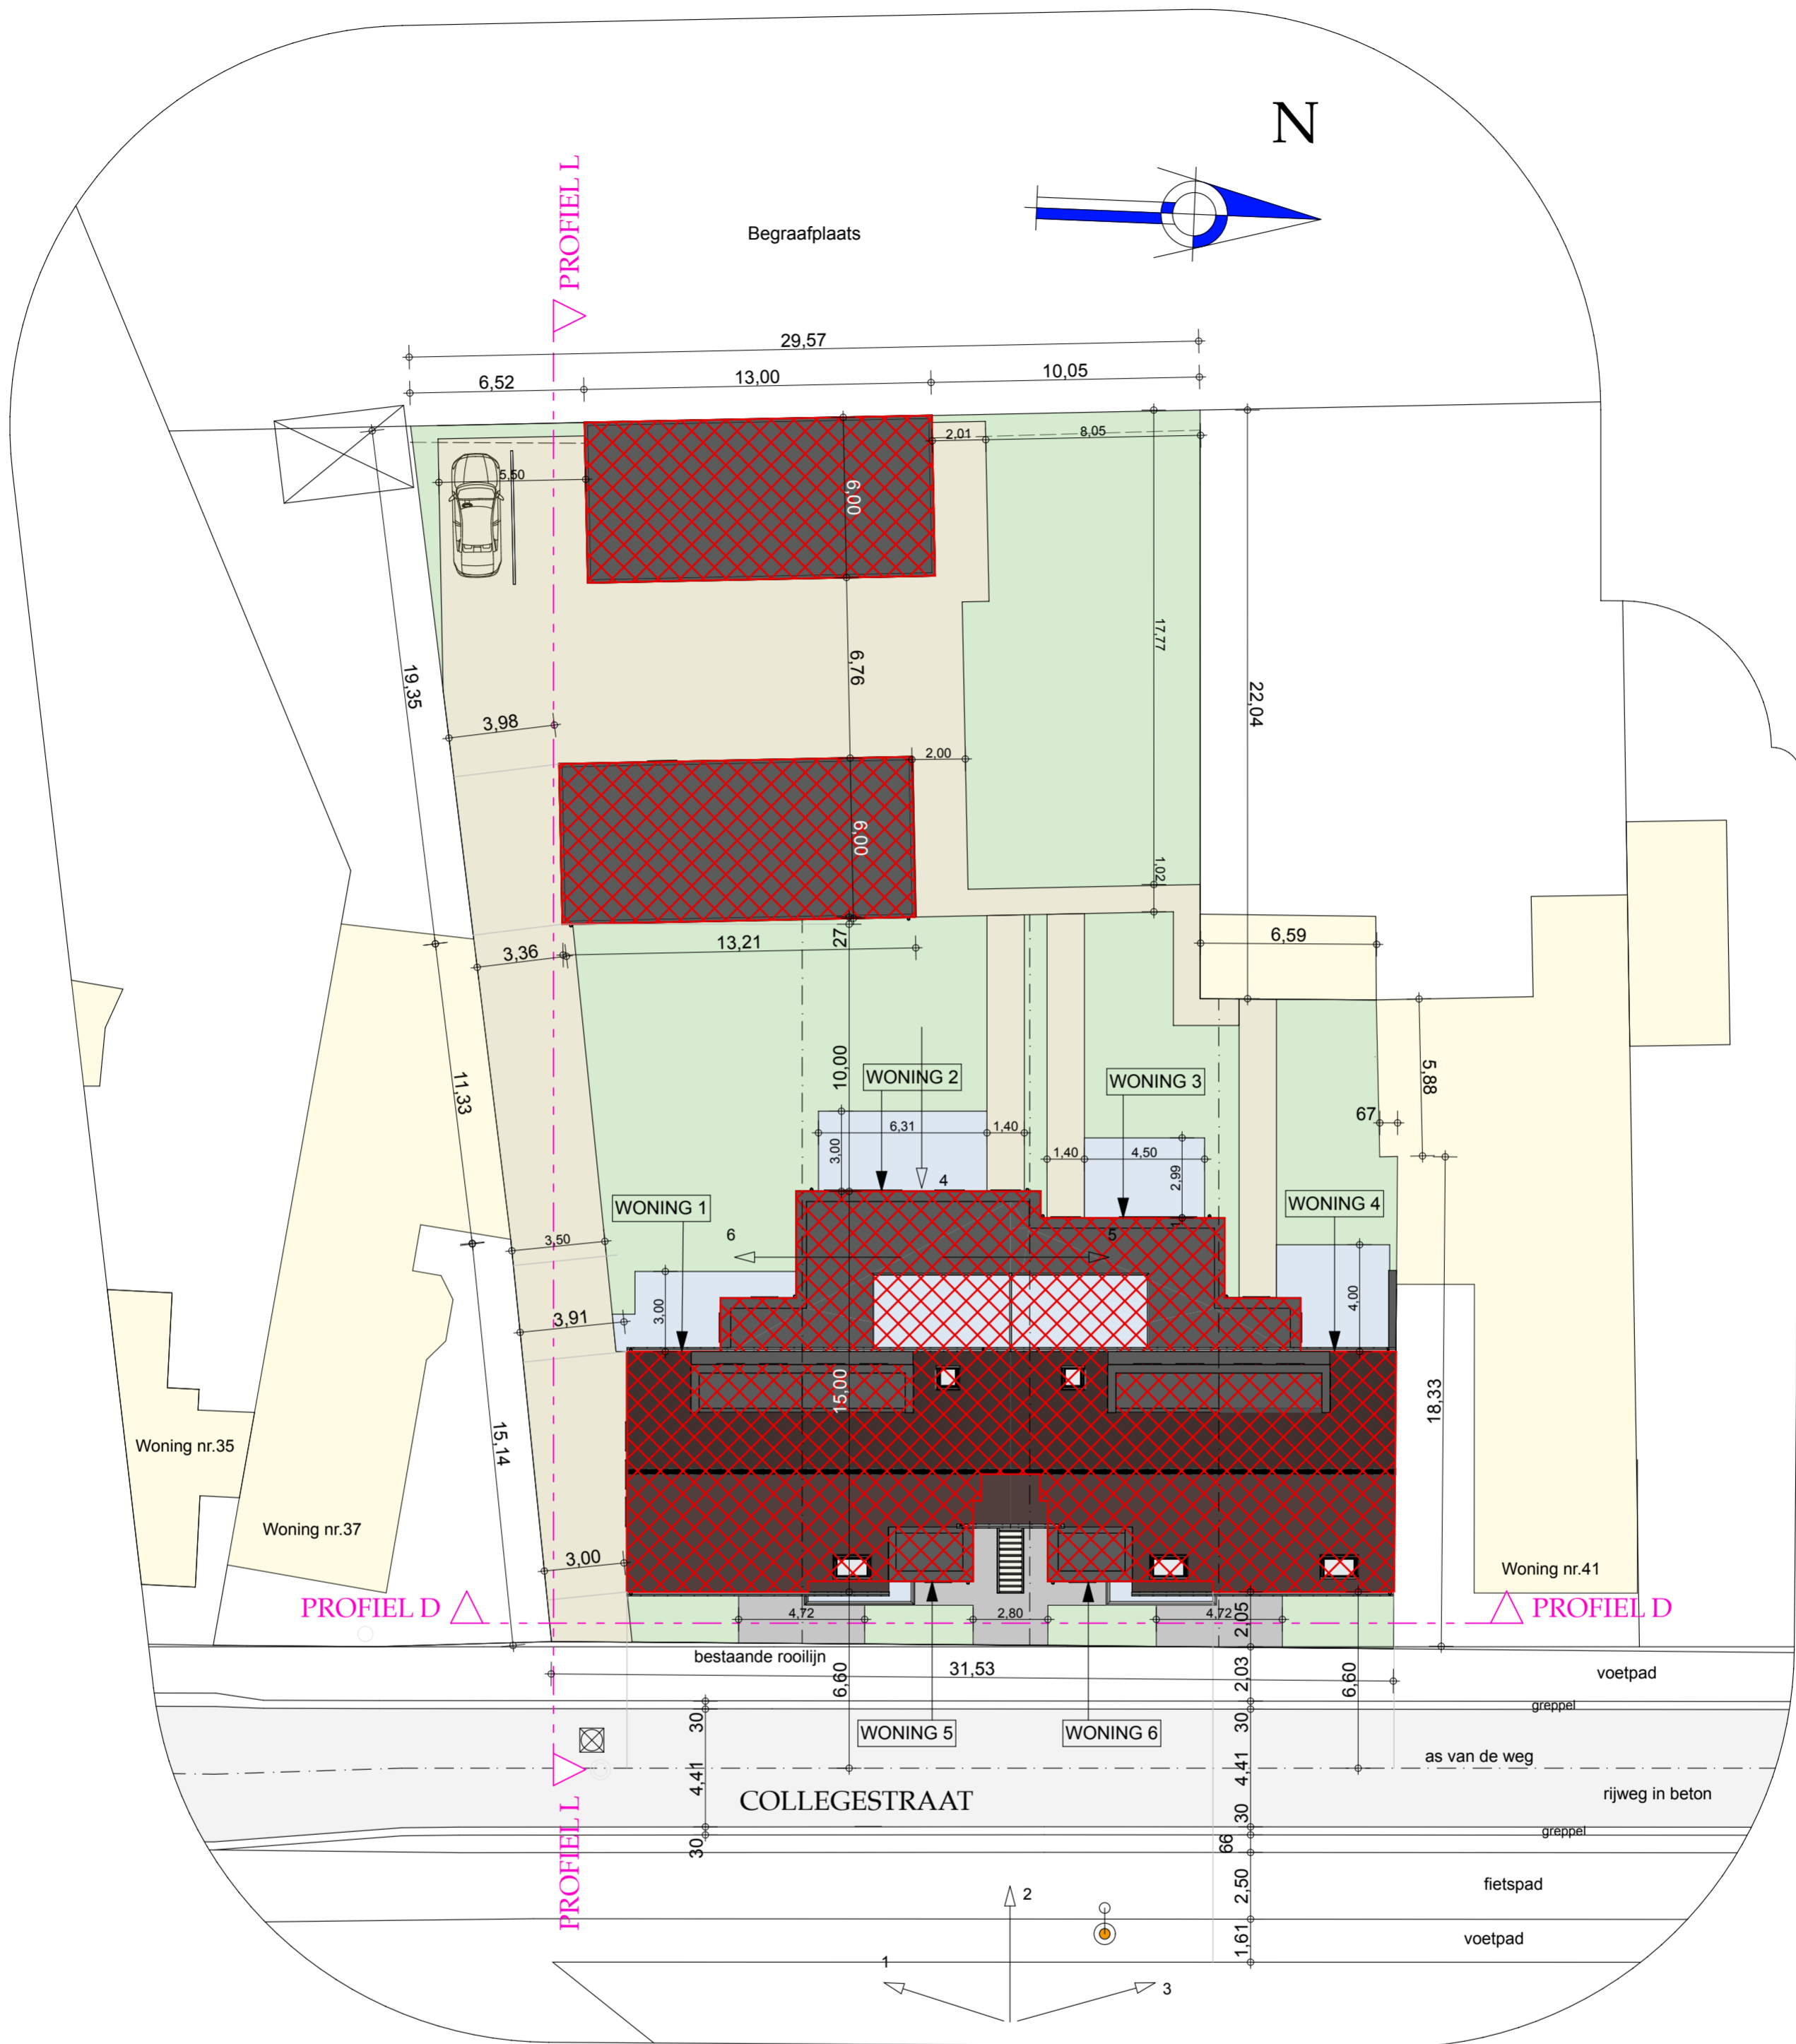 N
PROFIEL L
Begraafplaats
29,57
6,52
13,00
10,05
2,01
8,05
5,50
6,00
17,77
6,76
19,35
22,04
3,98
2,00
6,00
1,02
27
13,21
3,36
6,59
10,00
5,88
11,33
WONING 2
WONING 3
67
6,31
1,40
3,00
1,40
4,50
2,99
4
WONING 1
WONING 4
1
6
5
3,50
3,00
4,00
3,91
15,00
18,33
Woning nr.35
15,14
Woning nr.37
3,00
Woning nr.41
PROFIEL D
PROFIEL D
4,72
2,80
4,72
2,05
bestaande rooilijn
31,53
6,60
2,03
6,60
voetpad
greppel
30
30
WONING 5
WONING 6
as van de weg
4,41
4,41
COLLEGESTRAAT
rijweg in beton
PROFIEL L
30
30
greppel
66
2,50
fietspad
2
1,61
voetpad
1
3